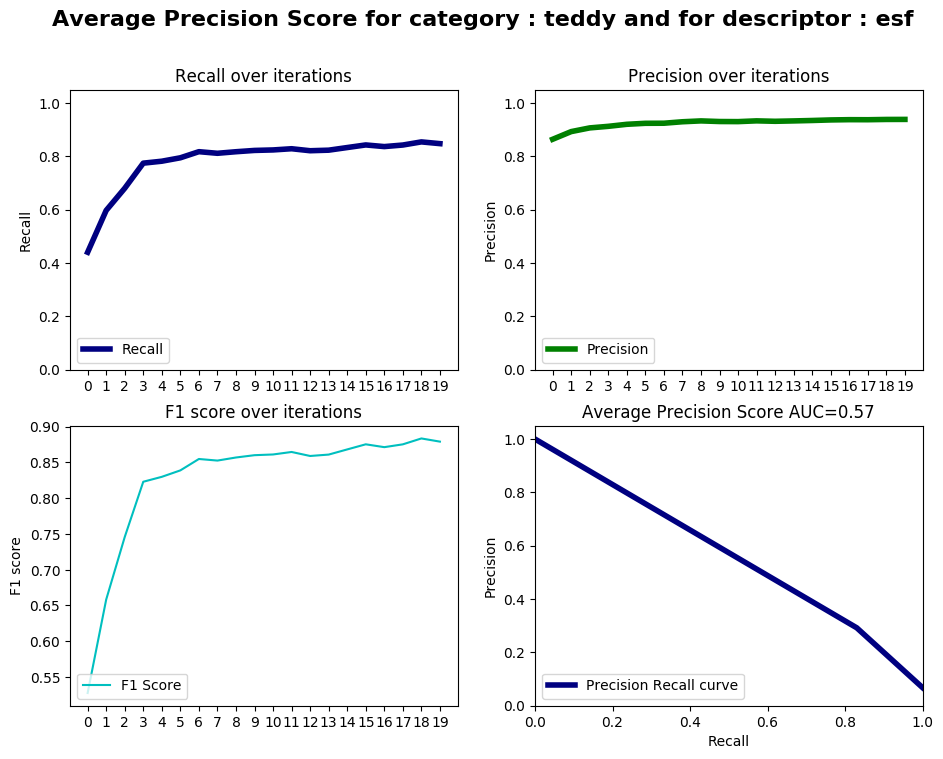 Average Precision Score for category : teddy and for descriptor : esf
Recall over iterations
1.0
0.8
0.6
0.4
0.2
0.0
Recall
Recall
0 1 2 3 4 5 6 7 8 9 10 11 12 13 14 15 16 17 18 19
Precision over iterations
1.0
0.8
0.6
0.4
0.2
0.0
Precision
Precision
0 1 2 3 4 5 6 7 8 9 10 11 12 13 14 15 16 17 18 19
F1 score over iterations
0.90
0.85
0.80
0.75
0.70
0.65
0.60
0.55
F1 score
F1 Score
0 1 2 3 4 5 6 7 8 9 10 11 12 13 14 15 16 17 18 19
Average Precision Score AUC=0.57
1.0
0.8
0.6
0.4
0.2
0.0
Precision
Precision Recall curve
0.0 0.2 0.4 0.6 0.8 1.0
Recall